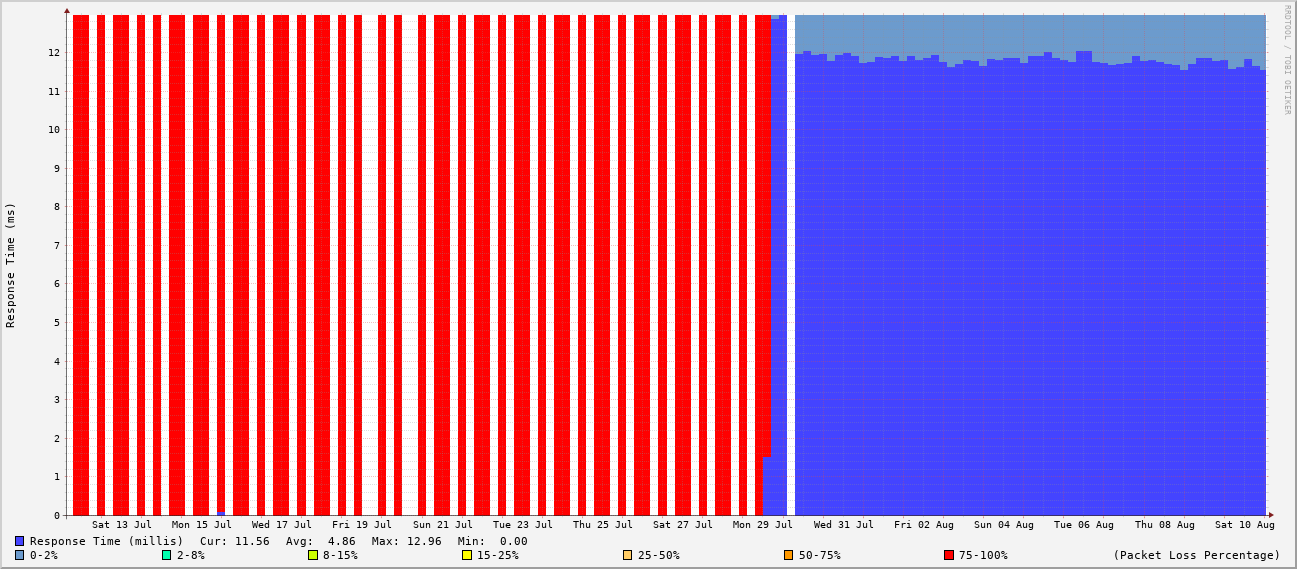 RRDTOOL / TOBI OETIKER
Response Time (ms)
12
11
10
9
8
7
6
5
4
3
2
1
0
Sat 13 Jul Mon 15 Jul Wed 17 Jul Fri 19 Jul Sun 21 Jul Tue 23 Jul Thu 25 Jul Sat 27 Jul Mon 29 Jul Wed 31 Jul Fri 02 Aug Sun 04 Aug Tue 06 Aug Thu 08 Aug Sat 10 Aug
Response Time (millis) Cur: 11.56 Avg: 4.86 Max: 12.96 Min: 0.00
0-2% 2-8% 8-15% 15-25% 25-50% 50-75% 75-100% (Packet Loss Percentage)